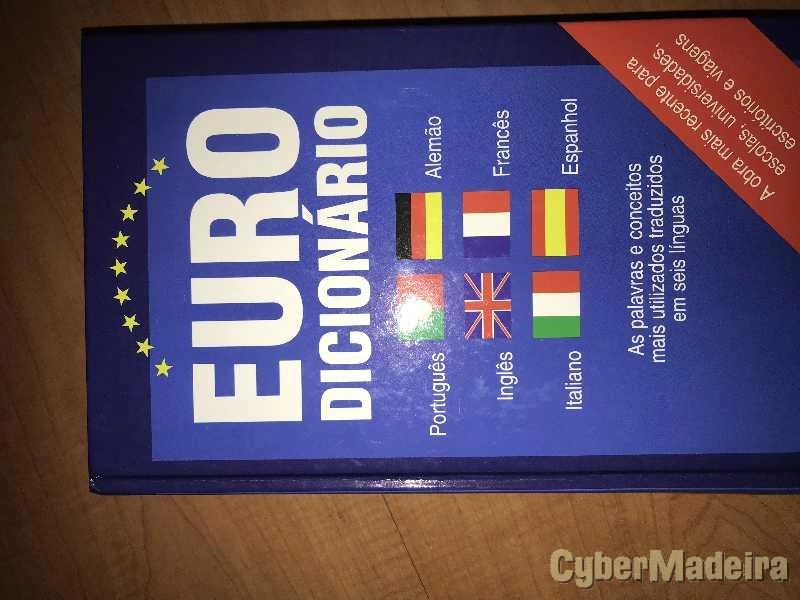 EURO
DICIONÁRIO
Português
Alemão
Inglês
Francês
Italiano
Espanhol
As palavras e conceitos
mais utilizados traduzidos
em seis línguas
A obra mais recente para
escolas, universidades,
escritórios e viagens
CyberMadeira